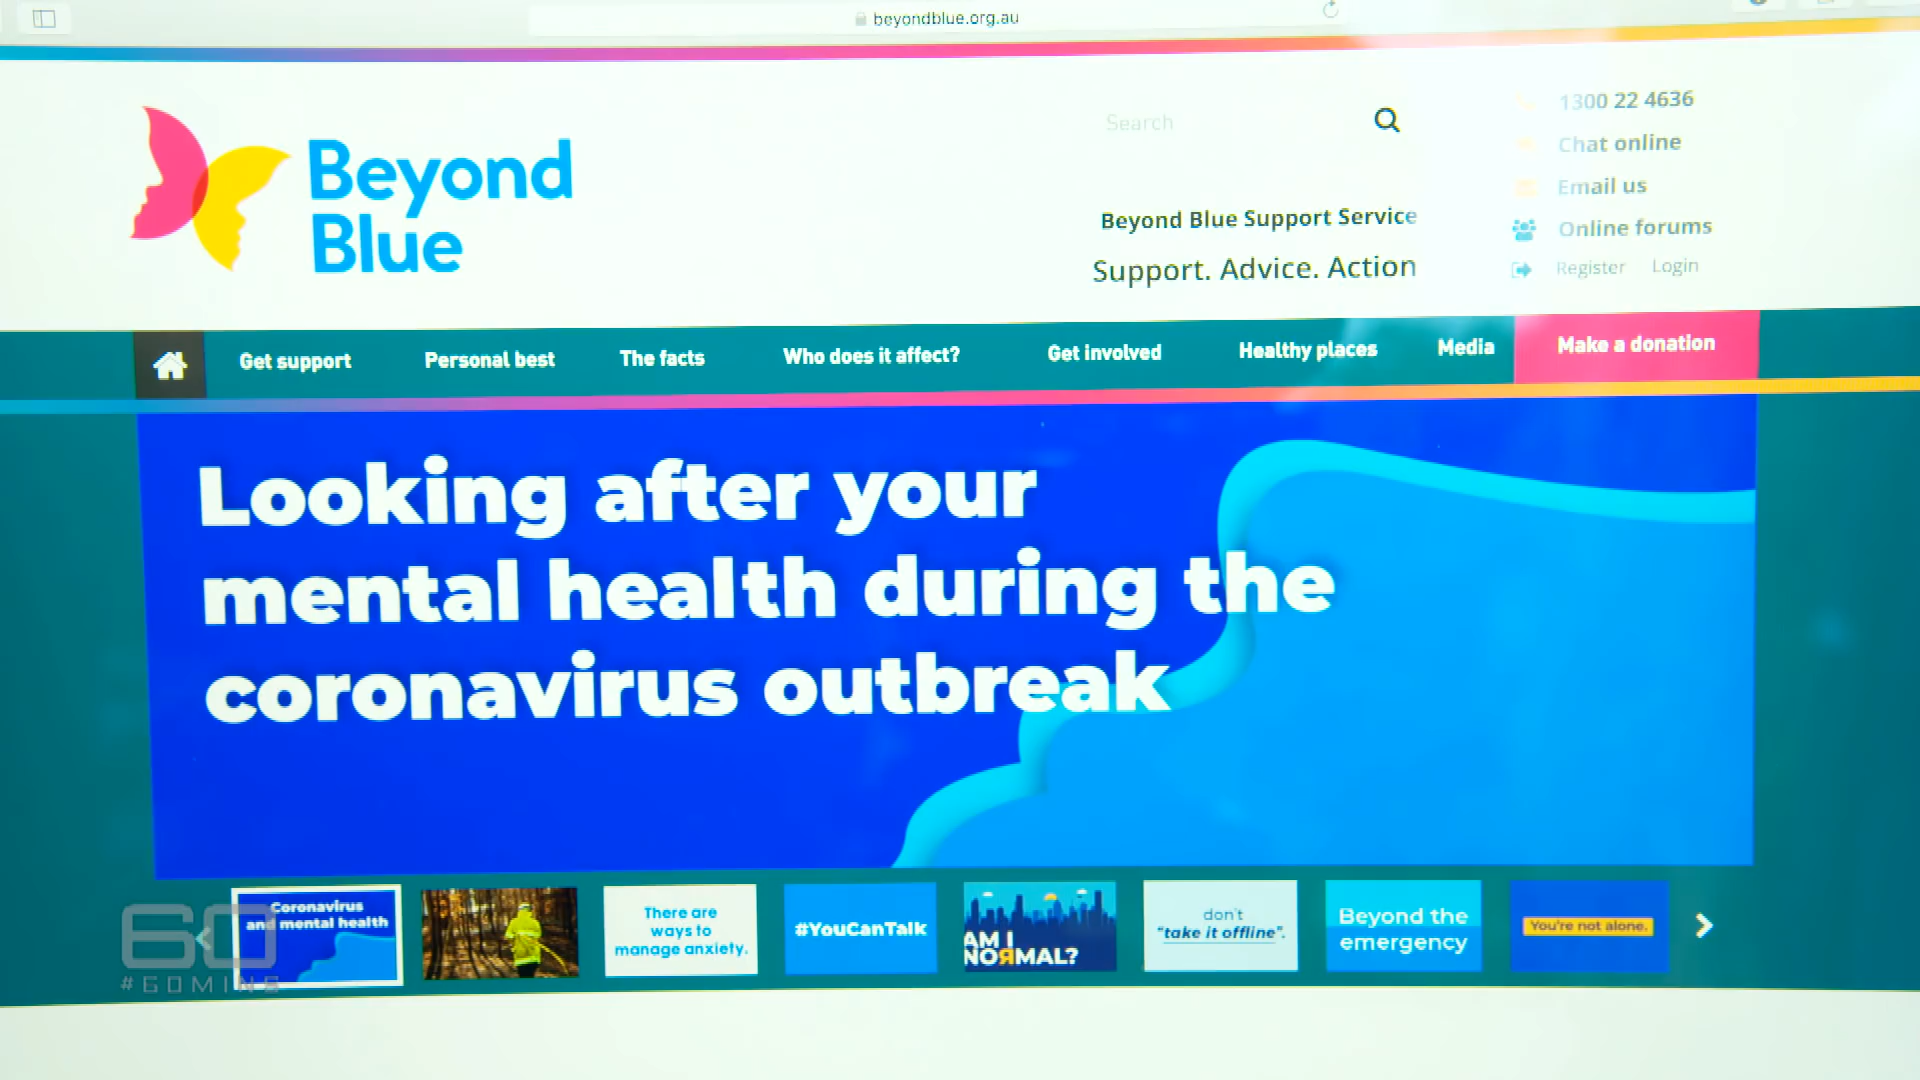 beyondblue.org.au
Beyond
Blue
Search
1300 22 4636
Chat online
Email us
Online forums
Register Login
Beyond Blue Support Service
Support. Advice. Action
Get support Personal best The facts Who does it affect? Get involved Healthy places Media Make a donation
Looking after your
mental health during the
coronavirus outbreak
Coronavirus
and mental health
There are
ways to
manage anxiety.
#YouCanTalk
AM I
NOЯMAL?
don't
"take it offline".
Beyond the
emergency
You're not alone.
60
#60MINS